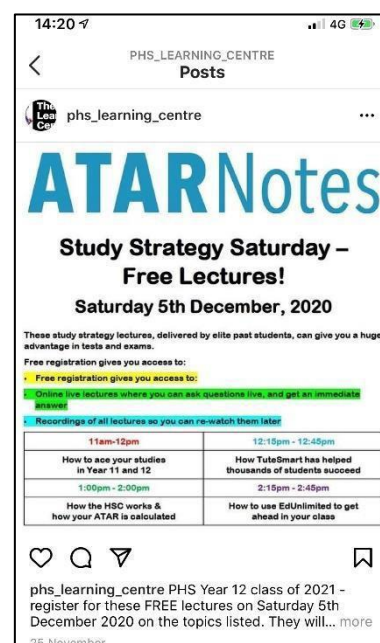 14:20
4G
PHS_LEARNING_CENTRE
Posts
The
Lea
Cen
phs_learning_centre
ATARNotes
Study Strategy Saturday –
Free Lectures!
Saturday 5th December, 2020
These study strategy lectures, delivered by elite past students, can give you a huge
advantage in tests and exams.
Free registration gives you access to:
• Free registration gives you access to:
• Online live lectures where you can ask questions live, and get an immediate
answer
• Recordings of all lectures so you can re-watch them later
11am-12pm
12:15pm - 12:45pm
How to ace your studies
in Year 11 and 12
How TuteSmart has helped
thousands of students succeed
1:00pm - 2:00pm
2:15pm - 2:45pm
How the HSC works &
how your ATAR is calculated
How to use EdUnlimited to get
ahead in your class
phs_learning_centre PHS Year 12 class of 2021 -
register for these FREE lectures on Saturday 5th
December 2020 on the topics listed. They will... more
25 November